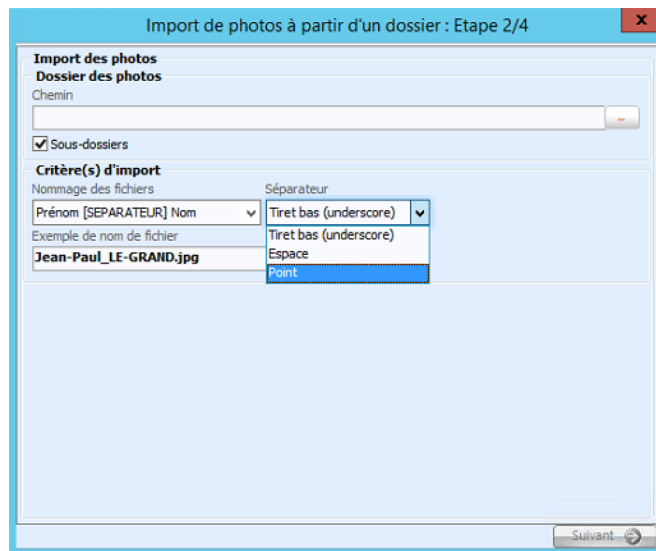 Import de photos à partir d'un dossier : Etape 2/4
x
Import des photos
Dossier des photos
Chemin
...
Sous-dossiers
Critère(s) d'import
Nommage des fichiers Séparateur
Prénom [SEPARATEUR] Nom Tiret bas (underscore)
Exemple de nom de fichier Tiret bas (underscore)
Jean-Paul_LE-GRAND.jpg Espace
Point
Suivant